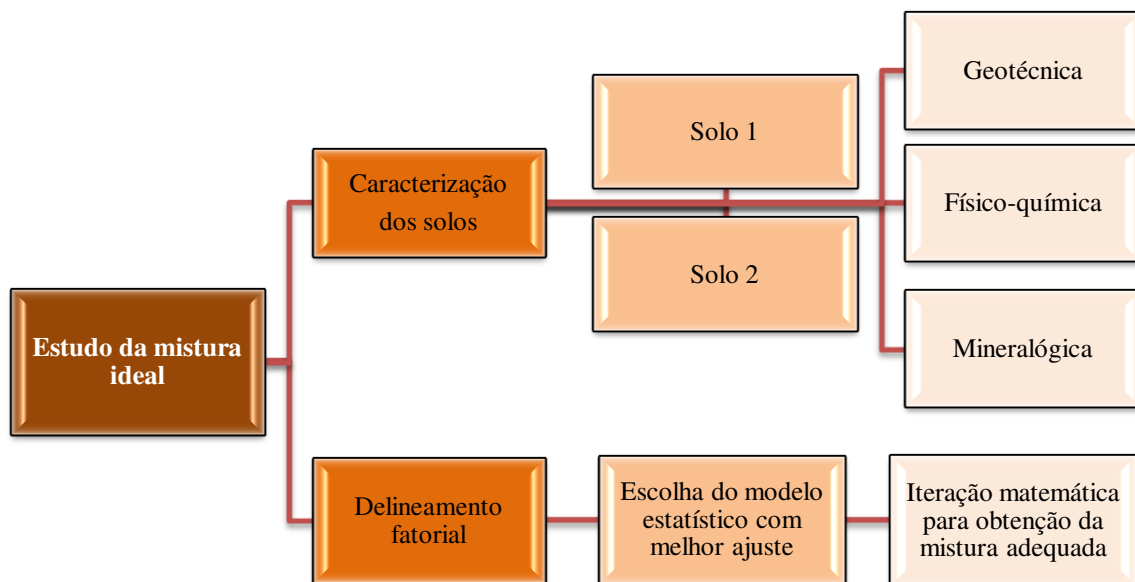 Estudo da mistura
ideal
Caracterização
dos solos
Solo 1
Solo 2
Geotécnica
Físico-química
Mineralógica
Delineamento
fatorial
Escolha do modelo
estatístico com
melhor ajuste
Iteração matemática
para obtenção da
mistura adequada